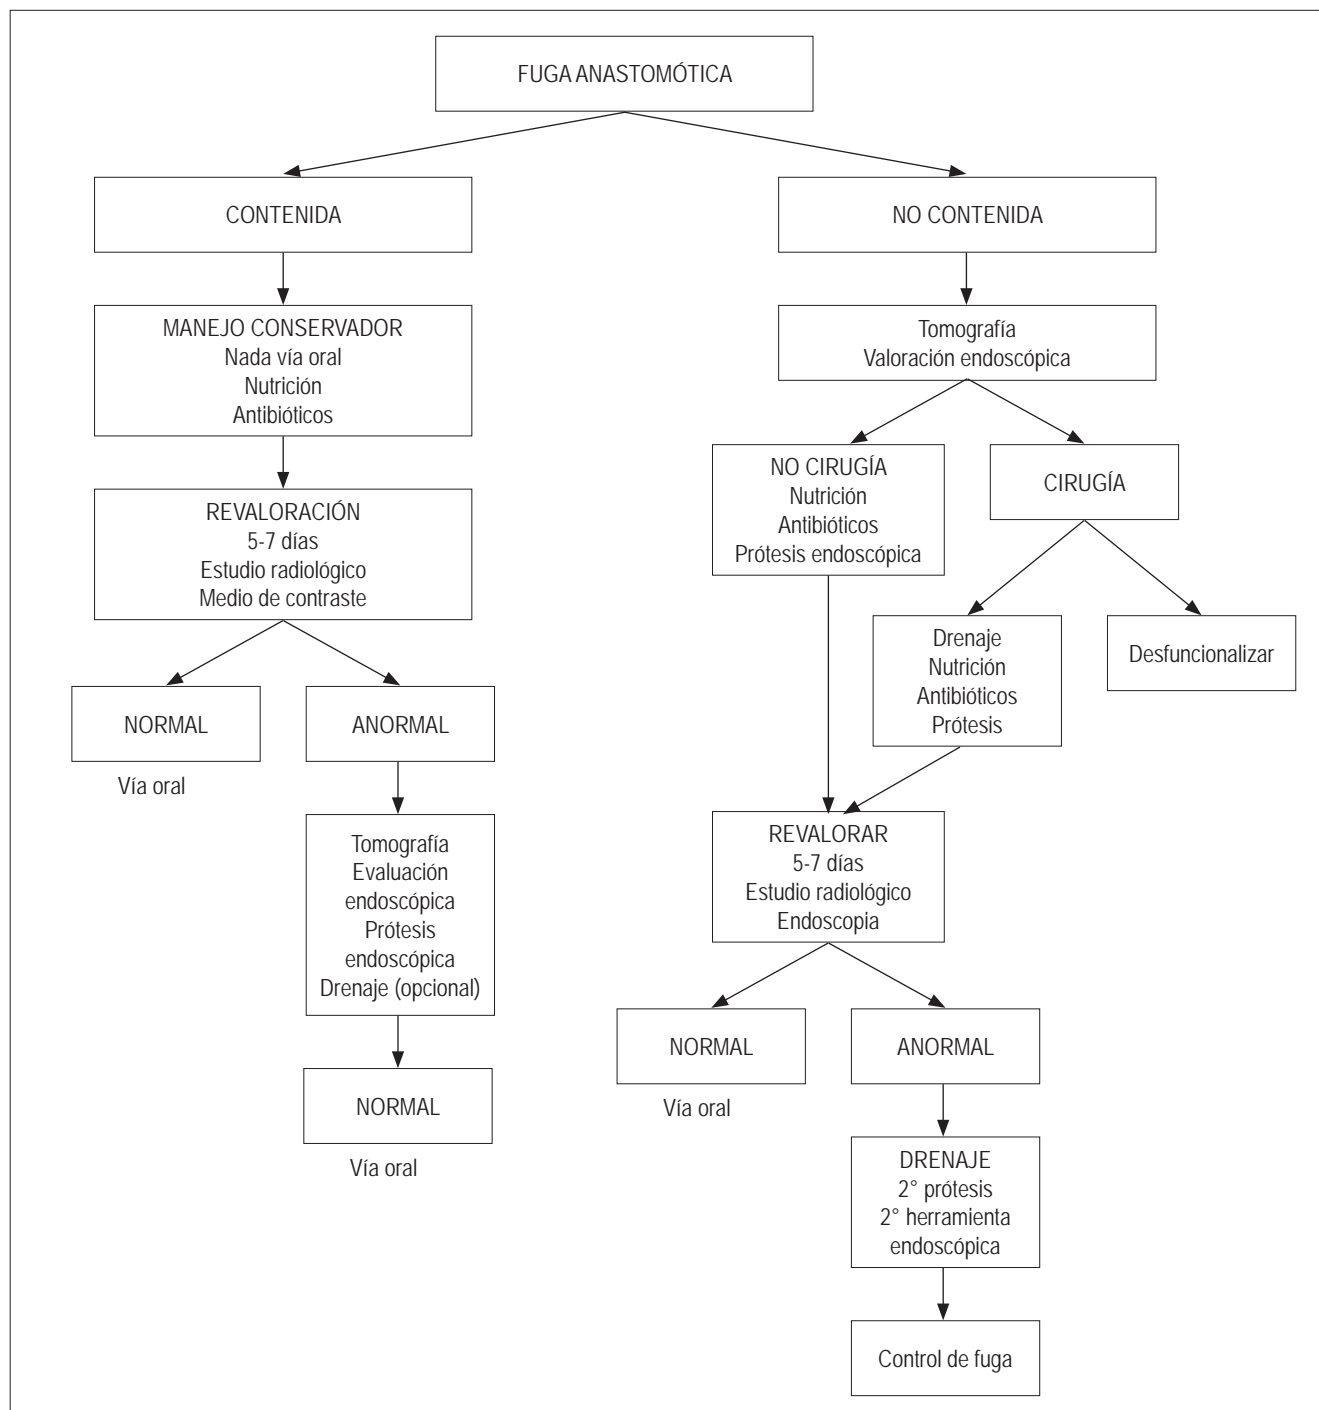 FUGA ANASTOMÓTICA
CONTENIDA
MANEJO CONSERVADOR
Nada vía oral
Nutrición
Antibióticos
REVALORACIÓN
5-7 días
Estudio radiológico
Medio de contraste
NORMAL
Vía oral
ANORMAL
Tomografía
Evaluación
endoscópica
Prótesis
endoscópica
Drenaje (opcional)
NORMAL
Vía oral
NO CONTENIDA
Tomografía
Valoración endoscópica
NO CIRUGÍA
Nutrición
Antibióticos
Prótesis endoscópica
CIRUGÍA
Drenaje
Nutrición
Antibióticos
Prótesis
Desfuncionalizar
REVALORAR
5-7 días
Estudio radiológico
Endoscopia
NORMAL
Vía oral
ANORMAL
DRENAJE
2° prótesis
2° herramienta
endoscópica
Control de fuga